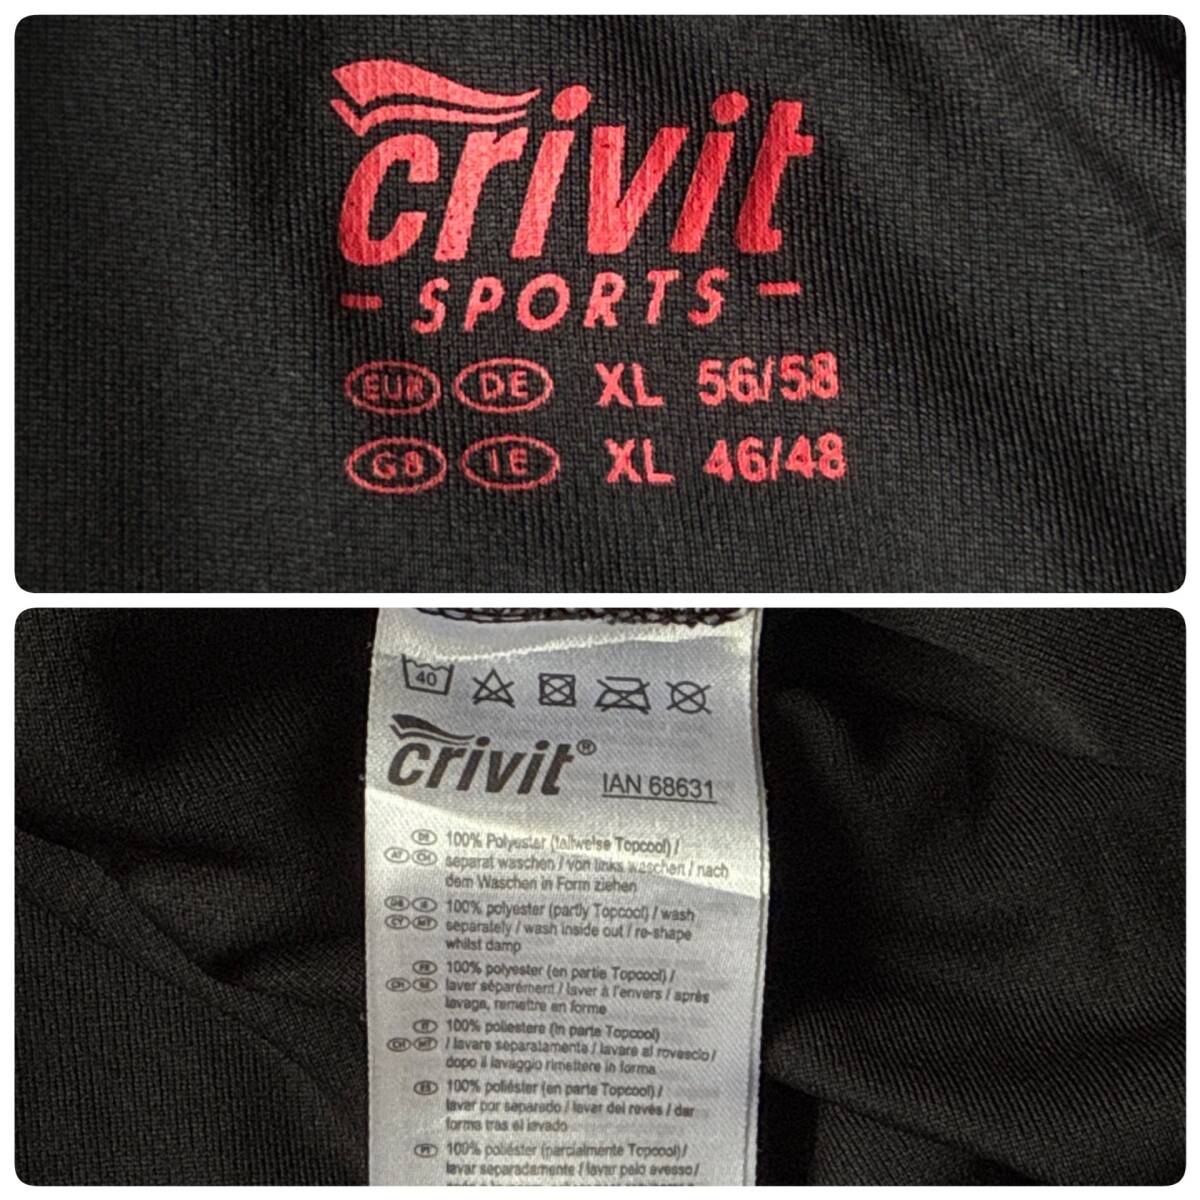 crivit
- SPORTS -
EUR DE XL 56/58
GB IE XL 46/48
40
crivit® IAN 68631
DE 100% Polyester (teilweise Topcool) /
AT CH separat waschen / von links waschen / nach
dem Waschen in Form ziehen
GB IE 100% polyester (partly Topcool) / wash
CY MT separately / wash inside out / re-shape
whilst damp
FR 100% polyester (en partie Topcool) /
CH BE laver séparément / laver à l'envers / après
lavage, remettre en forme
IT 100% poliestere (in parte Topcool)
CH MT / lavare separatamente / lavare al rovescio /
dopo il lavaggio rimettere in forma
ES 100% poliéster (en parte Topcool) /
lavar por separado / lavar del revés / dar
forma tras el lavado
PT 100% poliéster (parcialmente Topcool) /
lavar separadamente / lavar pelo avesso /